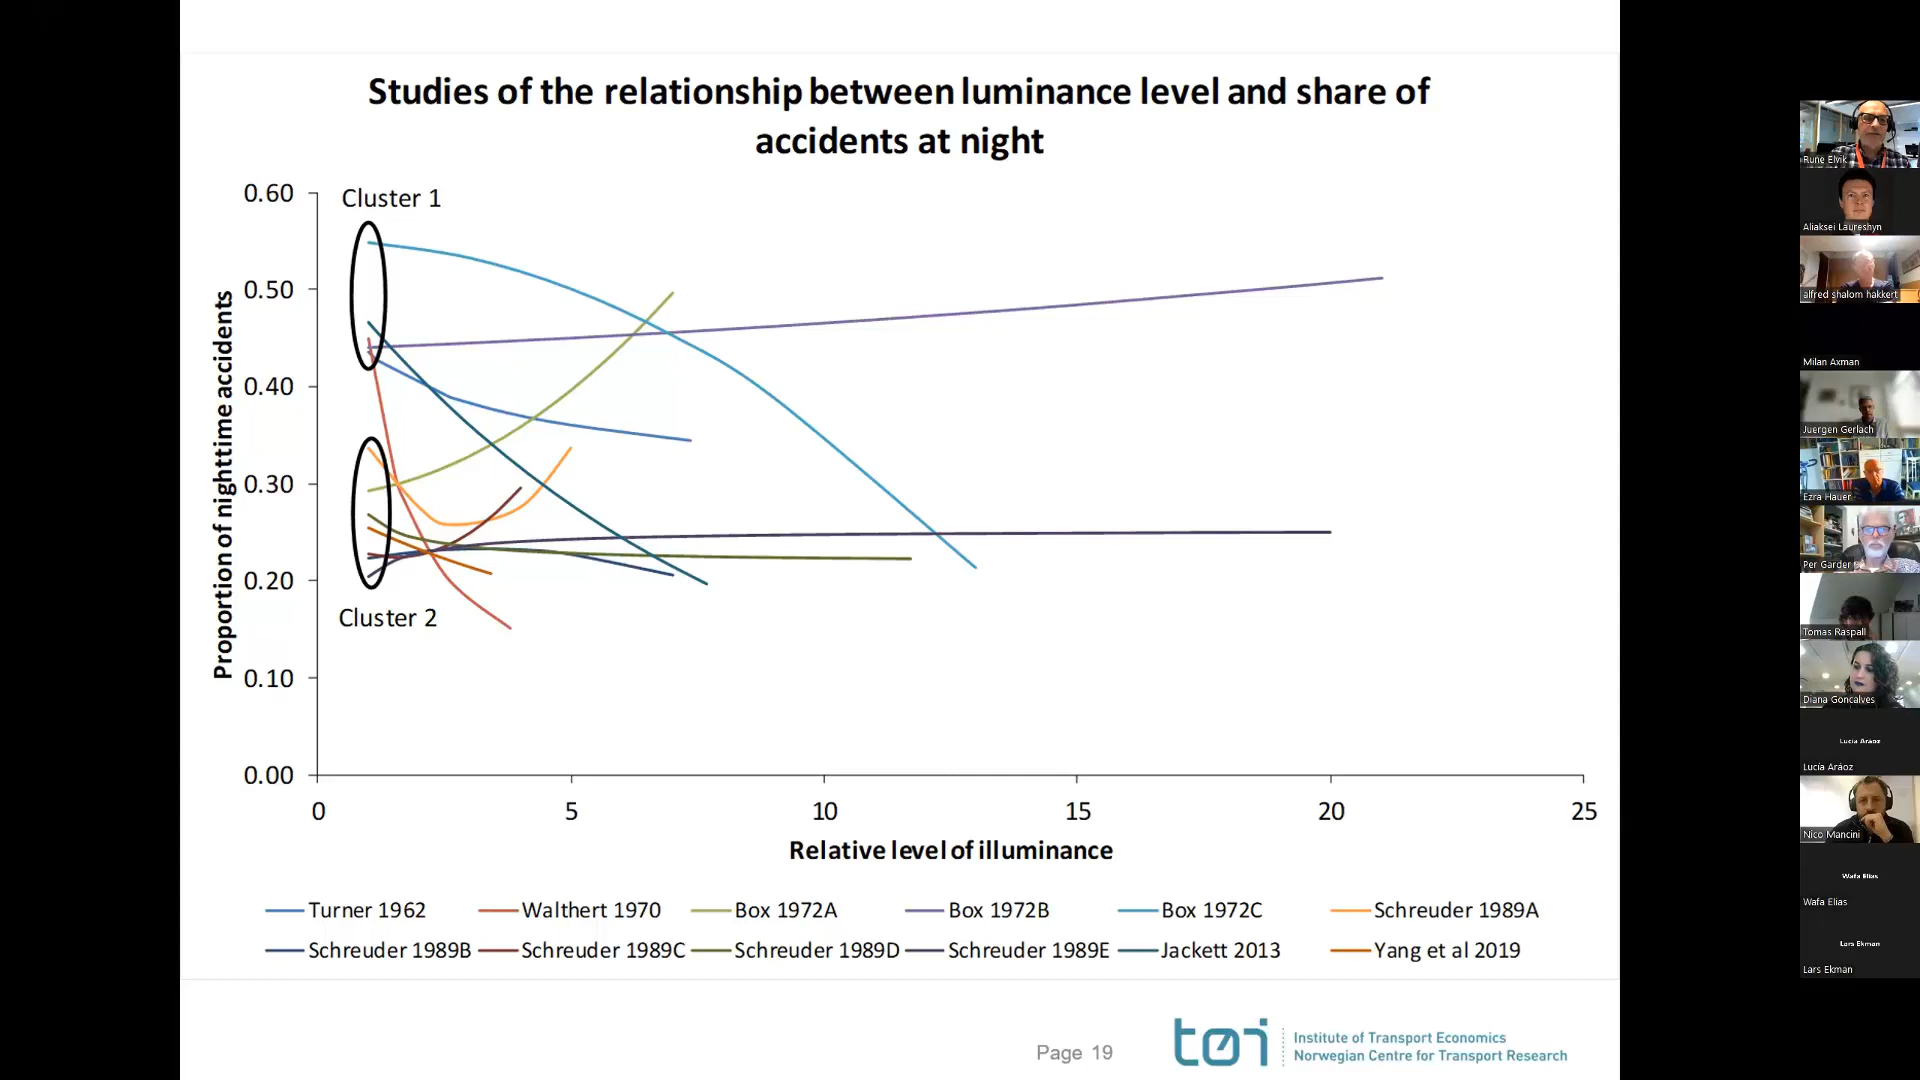 Studies of the relationship between luminance level and share of
accidents at night
0.60
0.50
0.40
0.30
0.20
0.10
0.00
Proportion of nighttime accidents
Cluster 1
Cluster 2
0
5
10
15
20
25
Relative level of illuminance
Turner 1962
Walthert 1970
Box 1972A
Box 1972B
Box 1972C
Schreuder 1989A
Schreuder 1989B
Schreuder 1989C
Schreuder 1989D
Schreuder 1989E
Jackett 2013
Yang et al 2019
Page 19
tøi
Institute of Transport Economics
Norwegian Centre for Transport Research
Rune Elvik
Aliaksei Laureshyn
alfred shalom hakkert
Milan Axman
Juergen Gerlach
Ezra Hauer
Per Garder
Tomas Raspall
Diana Goncalves
Lucía Aráoz
Lucía Aráoz
Nico Mancini
Wafa Elias
Wafa Elias
Lars Ekman
Lars Ekman